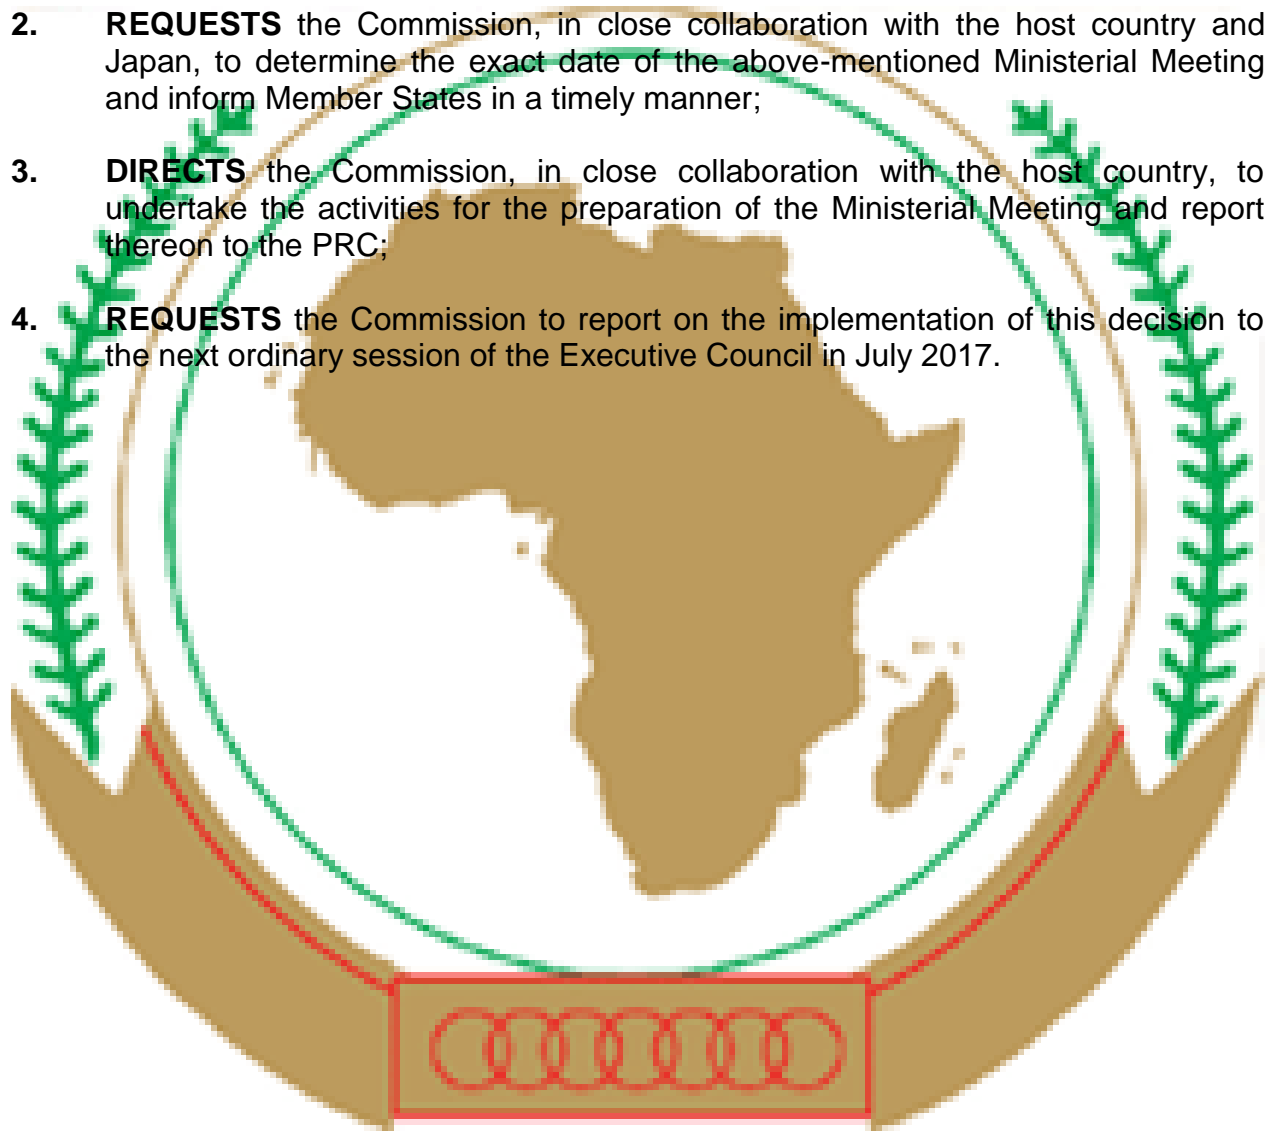 2. REQUESTS the Commission, in close collaboration with the host country and
Japan, to determine the exact date of the above-mentioned Ministerial Meeting
and inform Member States in a timely manner;
3. DIRECTS the Commission, in close collaboration with the host country, to
undertake the activities for the preparation of the Ministerial Meeting and report
thereon to the PRC;
4. REQUESTS the Commission to report on the implementation of this decision to
the next ordinary session of the Executive Council in July 2017.